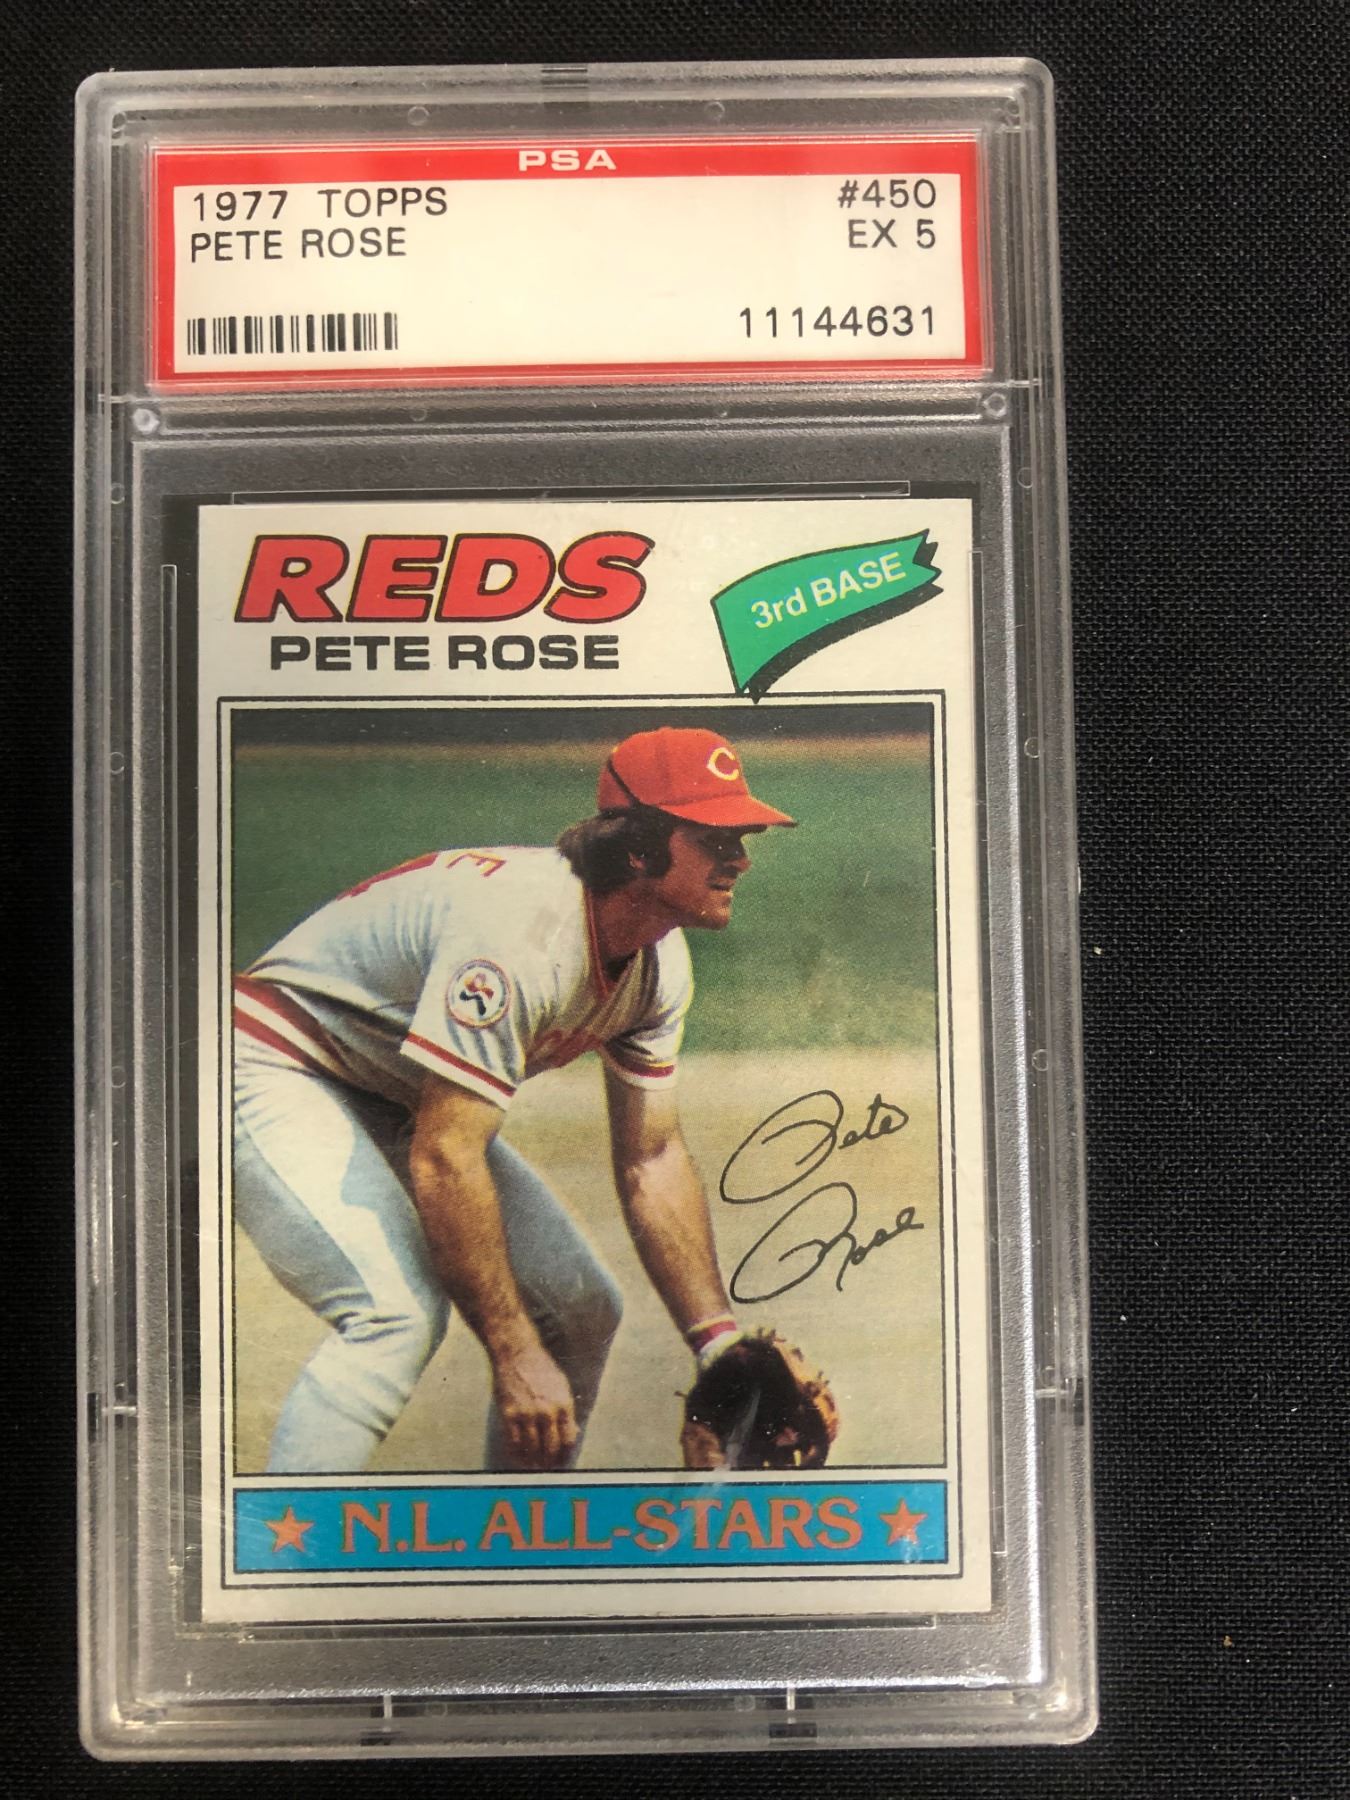 PSA
1977 TOPPS #450
PETE ROSE EX 5
11144631
REDS
PETE ROSE
3rd BASE
C
Pete
Rose
★ N.L. ALL-STARS ★